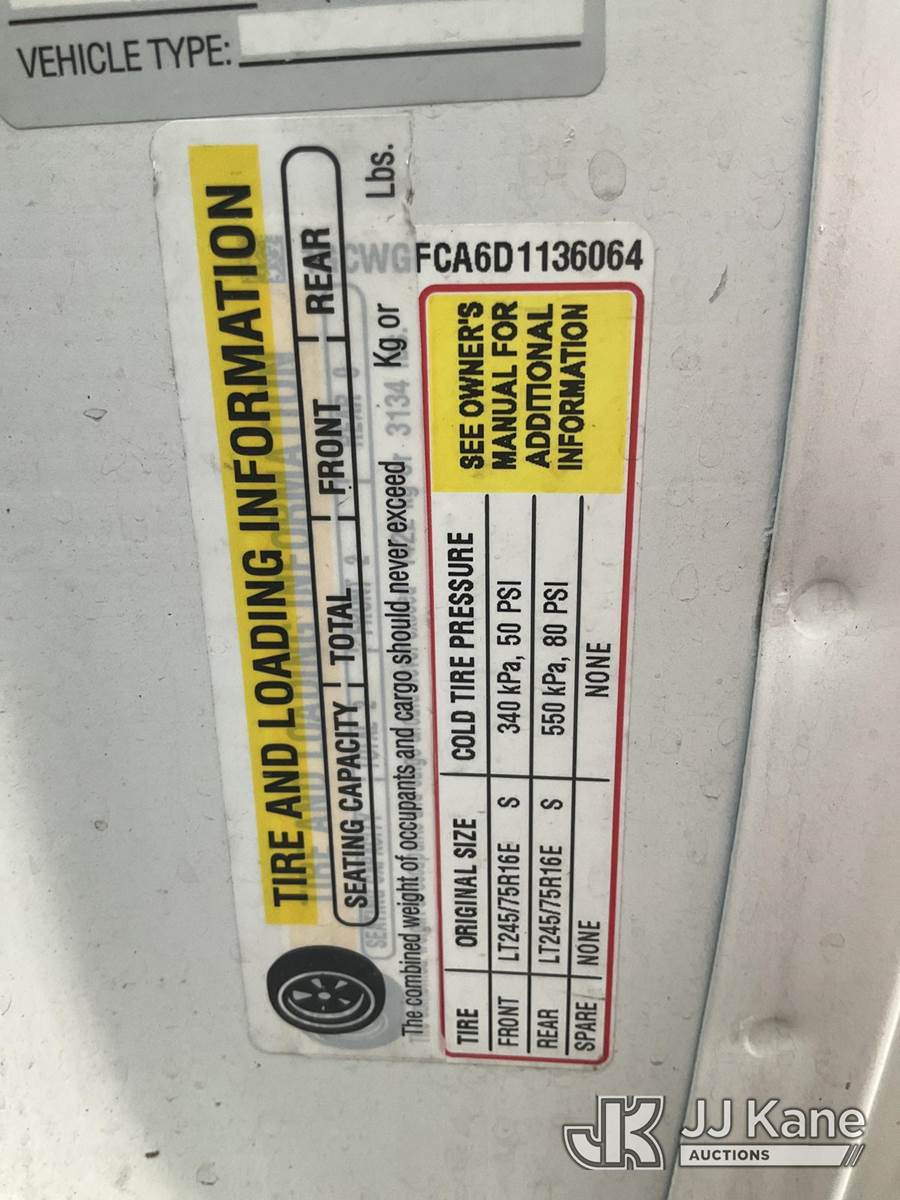 VEHICLE TYPE:
TIRE AND LOADING INFORMATION
SEATING CAPACITY TOTAL FRONT REAR
The combined weight of occupants and cargo should never exceed Kg or Lbs.
3134
CWGFCA6D1136064
TIRE ORIGINAL SIZE COLD TIRE PRESSURE
FRONT LT245/75R16E S 340 kPa, 50 PSI
REAR LT245/75R16E S 550 kPa, 80 PSI
SPARE NONE NONE
SEE OWNER'S
MANUAL FOR
ADDITIONAL
INFORMATION
JK JJ Kane
AUCTIONS